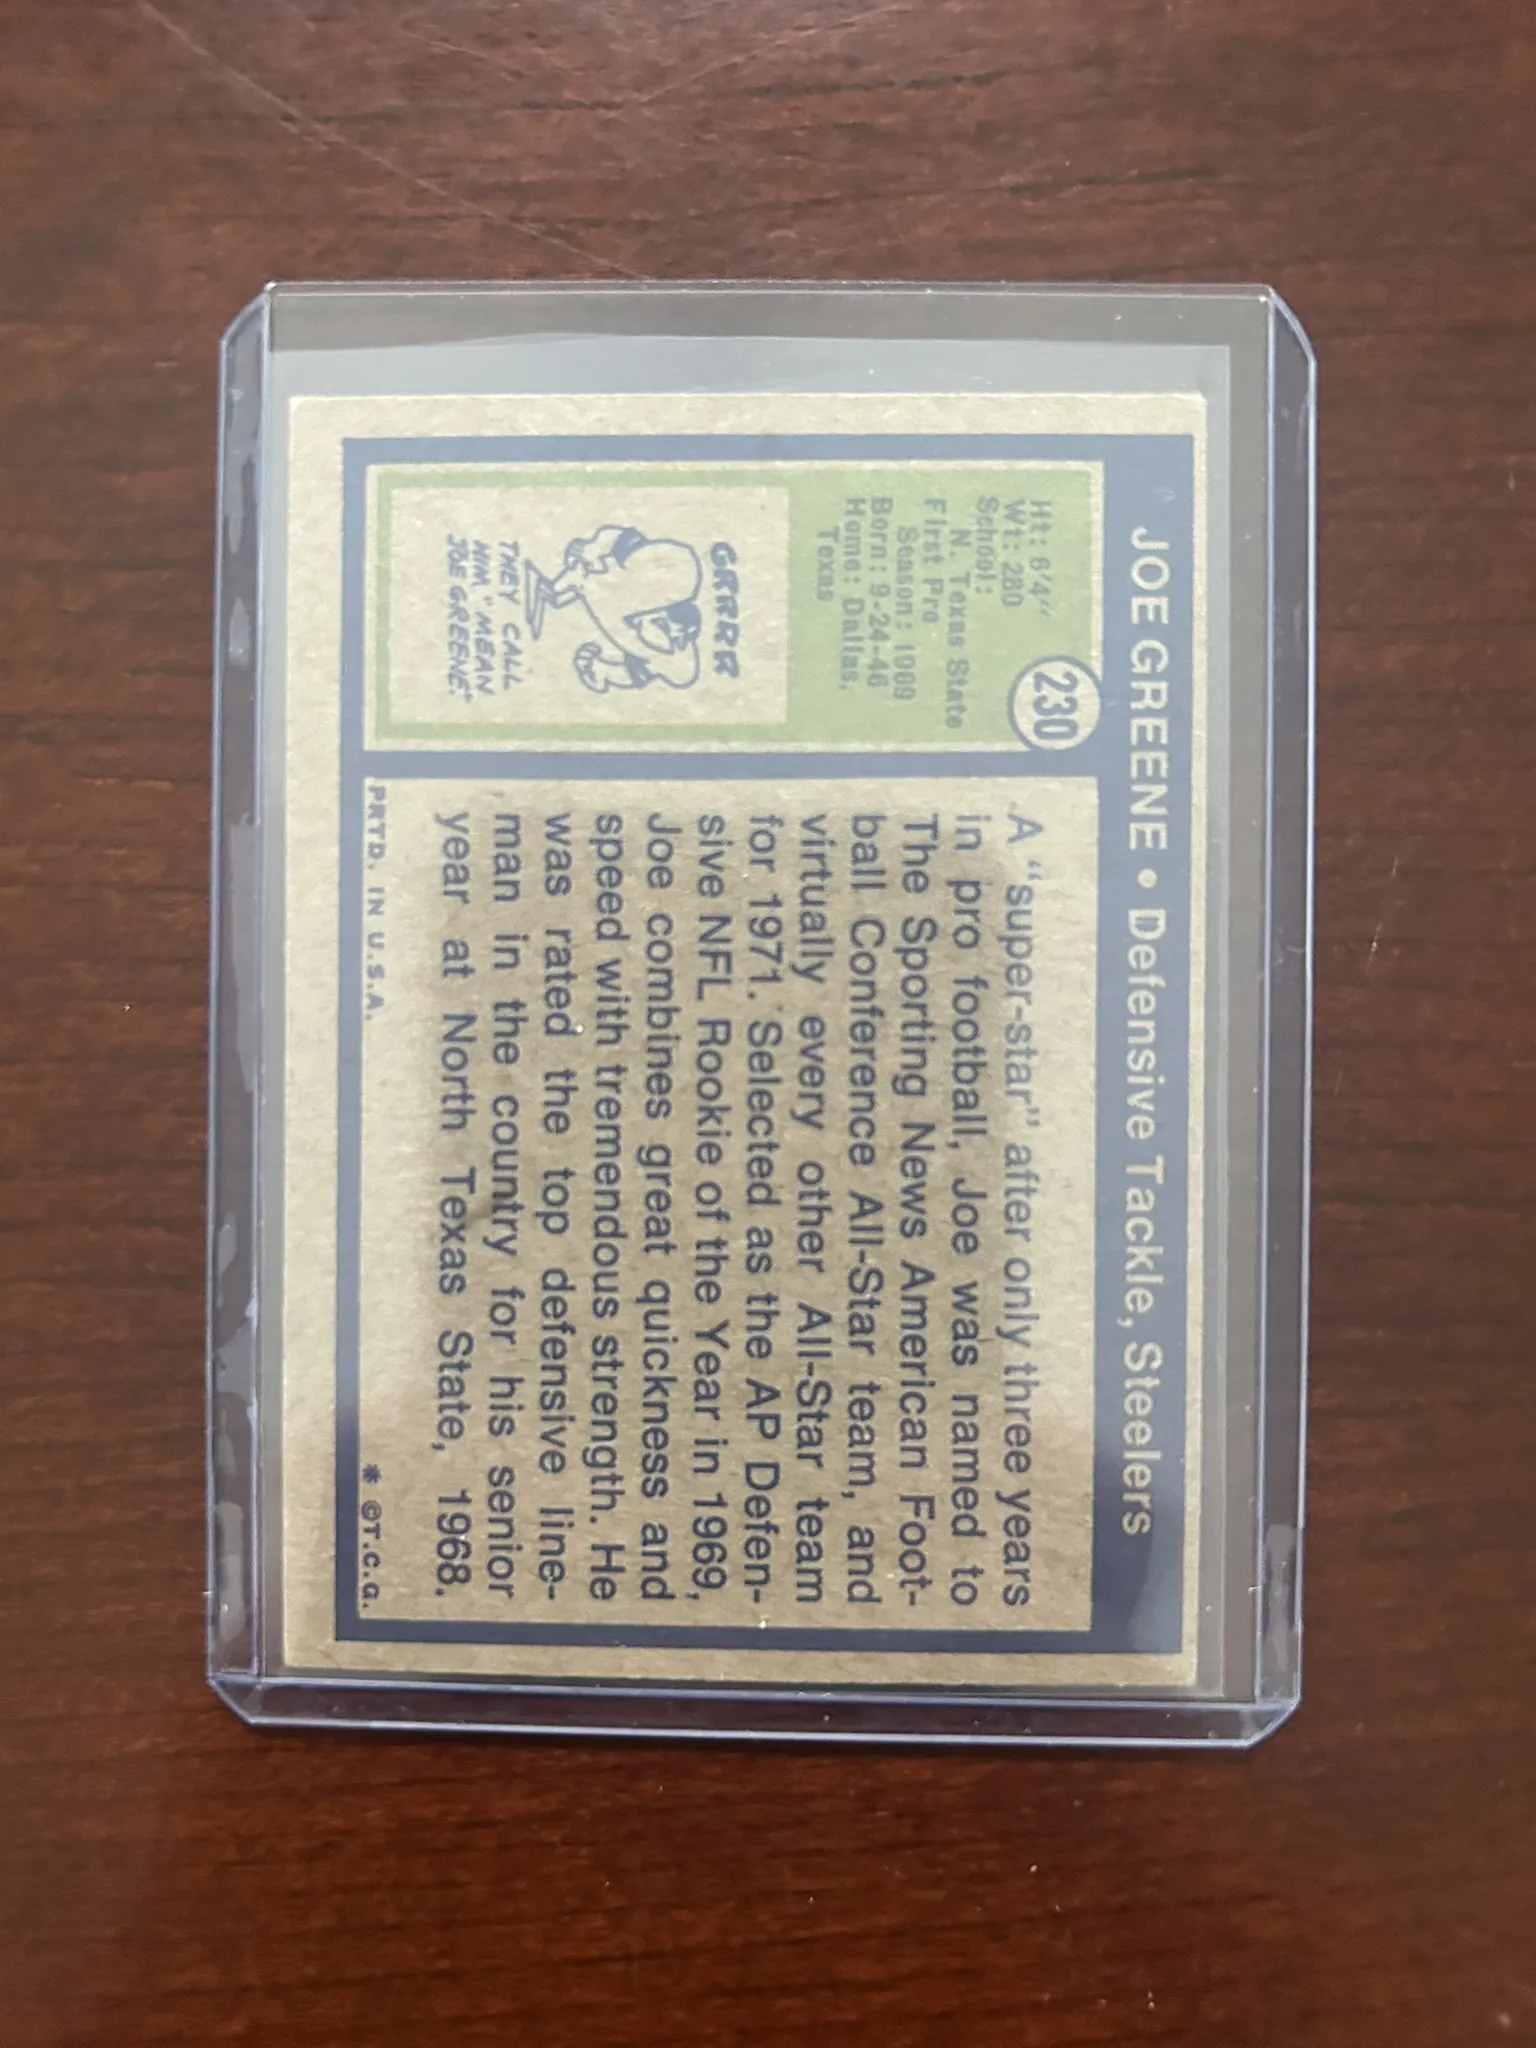 JOE GREENE • Defensive Tackle, Steelers
230
Ht: 6'4"
Wt: 280
School:
N. Texas State
First Pro
Season: 1969
Born: 9-24-46
Home: Dallas,
Texas
GRRRR
THEY CALL
HIM "MEAN
JOE GREENE."
A "super-star" after only three years
in pro football, Joe was named to
The Sporting News American Foot-
ball Conference All-Star team, and
virtually every other All-Star team
for 1971. Selected as the AP Defen-
sive NFL Rookie of the Year in 1969,
Joe combines great quickness and
speed with tremendous strength. He
was rated the top defensive line-
man in the country for his senior
year at North Texas State, 1968.
PRTD. IN U.S.A.
* ©T.C.G.